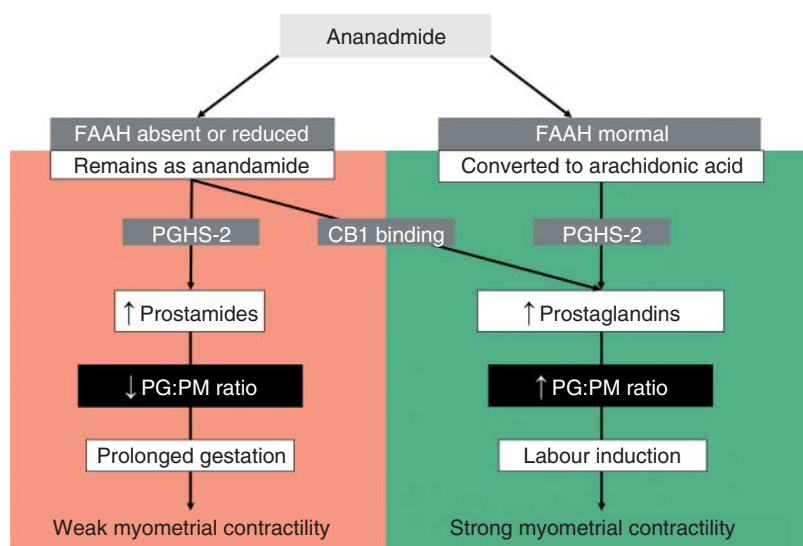 Ananadmide
FAAH absent or reduced
FAAH mormal
Remains as anandamide
Converted to arachidonic acid
PGHS-2
CB1 binding
PGHS-2
↑ Prostamides
↑ Prostaglandins
↓ PG:PM ratio
↑ PG:PM ratio
Prolonged gestation
Labour induction
Weak myometrial contractility
Strong myometrial contractility